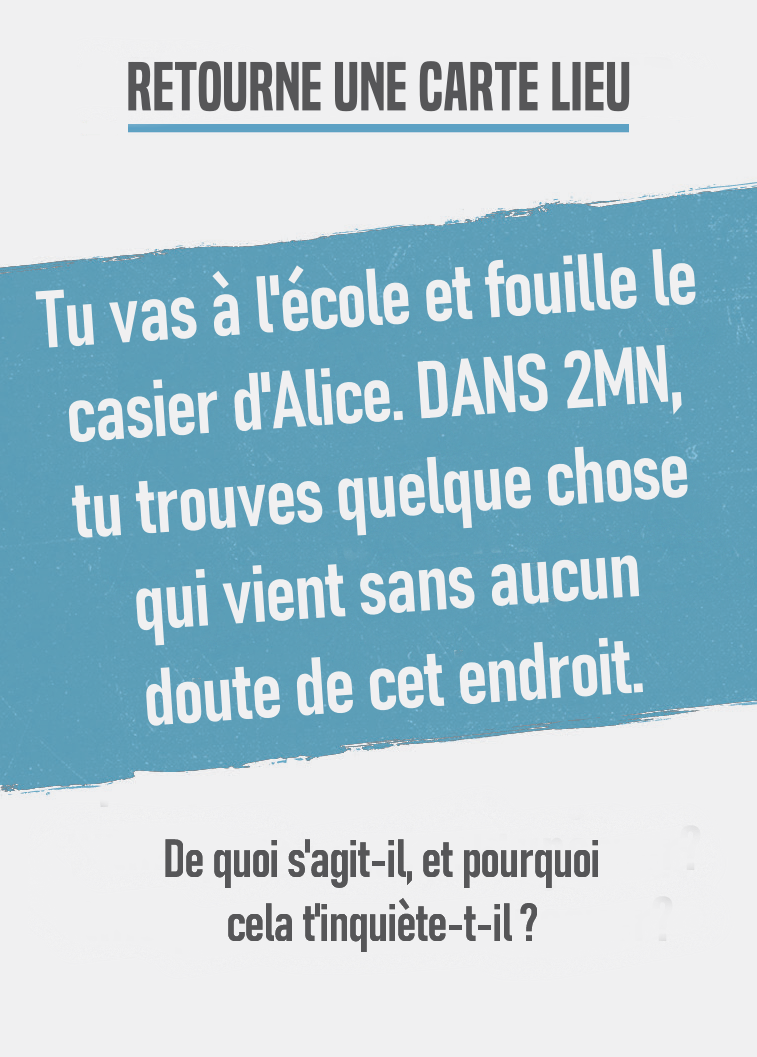 RETOURNE UNE CARTE LIEU
Tu vas à l'école et fouille le
casier d'Alice. DANS 2MN,
tu trouves quelque chose
qui vient sans aucun
doute de cet endroit.
De quoi s'agit-il, et pourquoi
cela t'inquiète-t-il ?